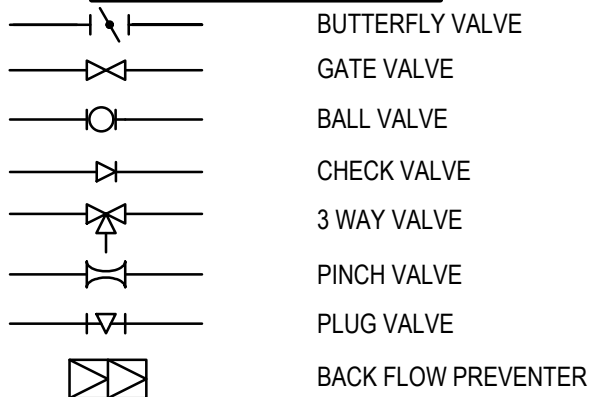 BUTTERFLY VALVE
GATE VALVE
BALL VALVE
CHECK VALVE
3 WAY VALVE
PINCH VALVE
PLUG VALVE
BACK FLOW PREVENTER